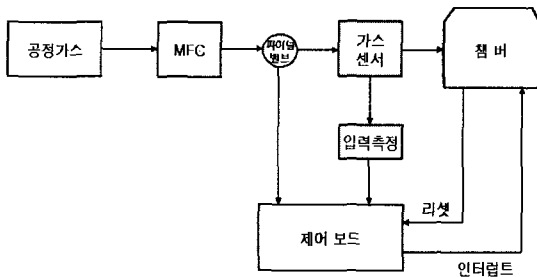 공정가스
MFC
파이널
밸브
가스
센서
챔 버
입력측정
리셋
제어 보드
인터럽트